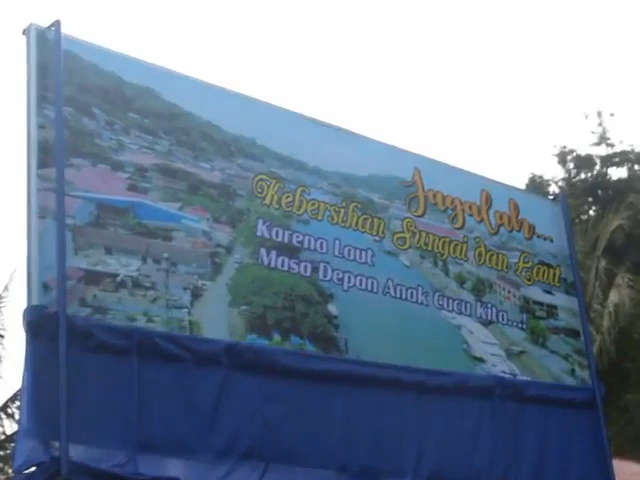 Jagalah...
Kebersihan Sungai dan Laut
Karena Laut
Masa Depan Anak Cucu Kita...!